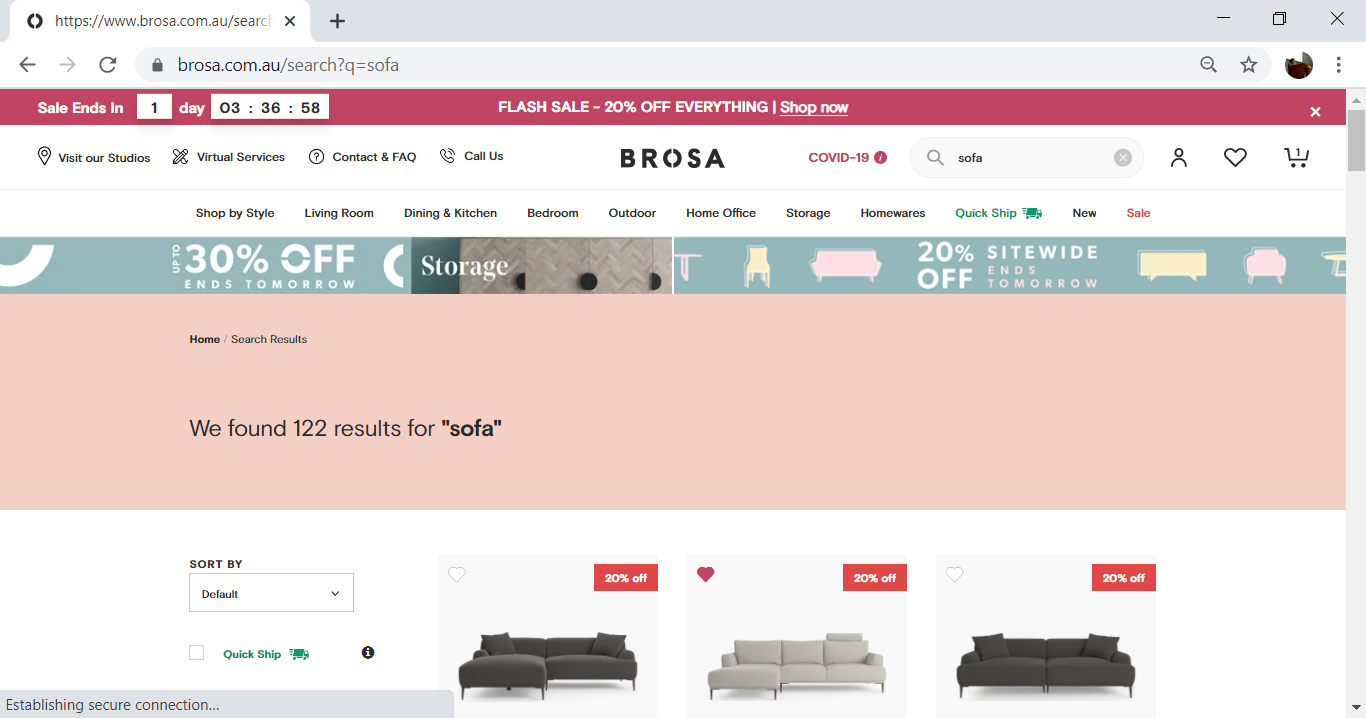 https://www.brosa.com.au/search
brosa.com.au/search?q=sofa
Sale Ends In 1 day 03 : 36 : 58
FLASH SALE - 20% OFF EVERYTHING | Shop now
Visit our Studios
Virtual Services
Contact & FAQ
Call Us
BROSA
COVID-19
sofa
1
Shop by Style
Living Room
Dining & Kitchen
Bedroom
Outdoor
Home Office
Storage
Homewares
Quick Ship
New
Sale
UP TO 30% OFF
ENDS TOMORROW
Storage
20% OFF
SITEWIDE
ENDS
TOMORROW
Home / Search Results
We found 122 results for "sofa"
SORT BY
Default
Quick Ship
20% off
20% off
20% off
Establishing secure connection...